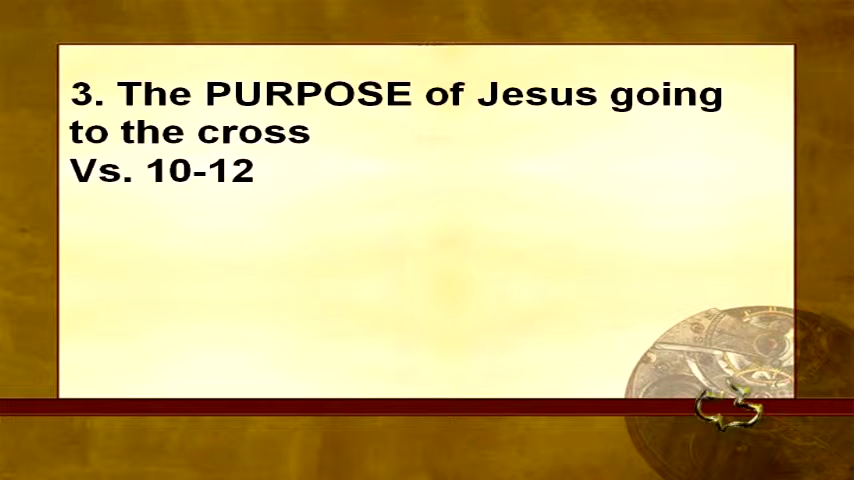 3. The PURPOSE of Jesus going
to the cross
Vs. 10-12